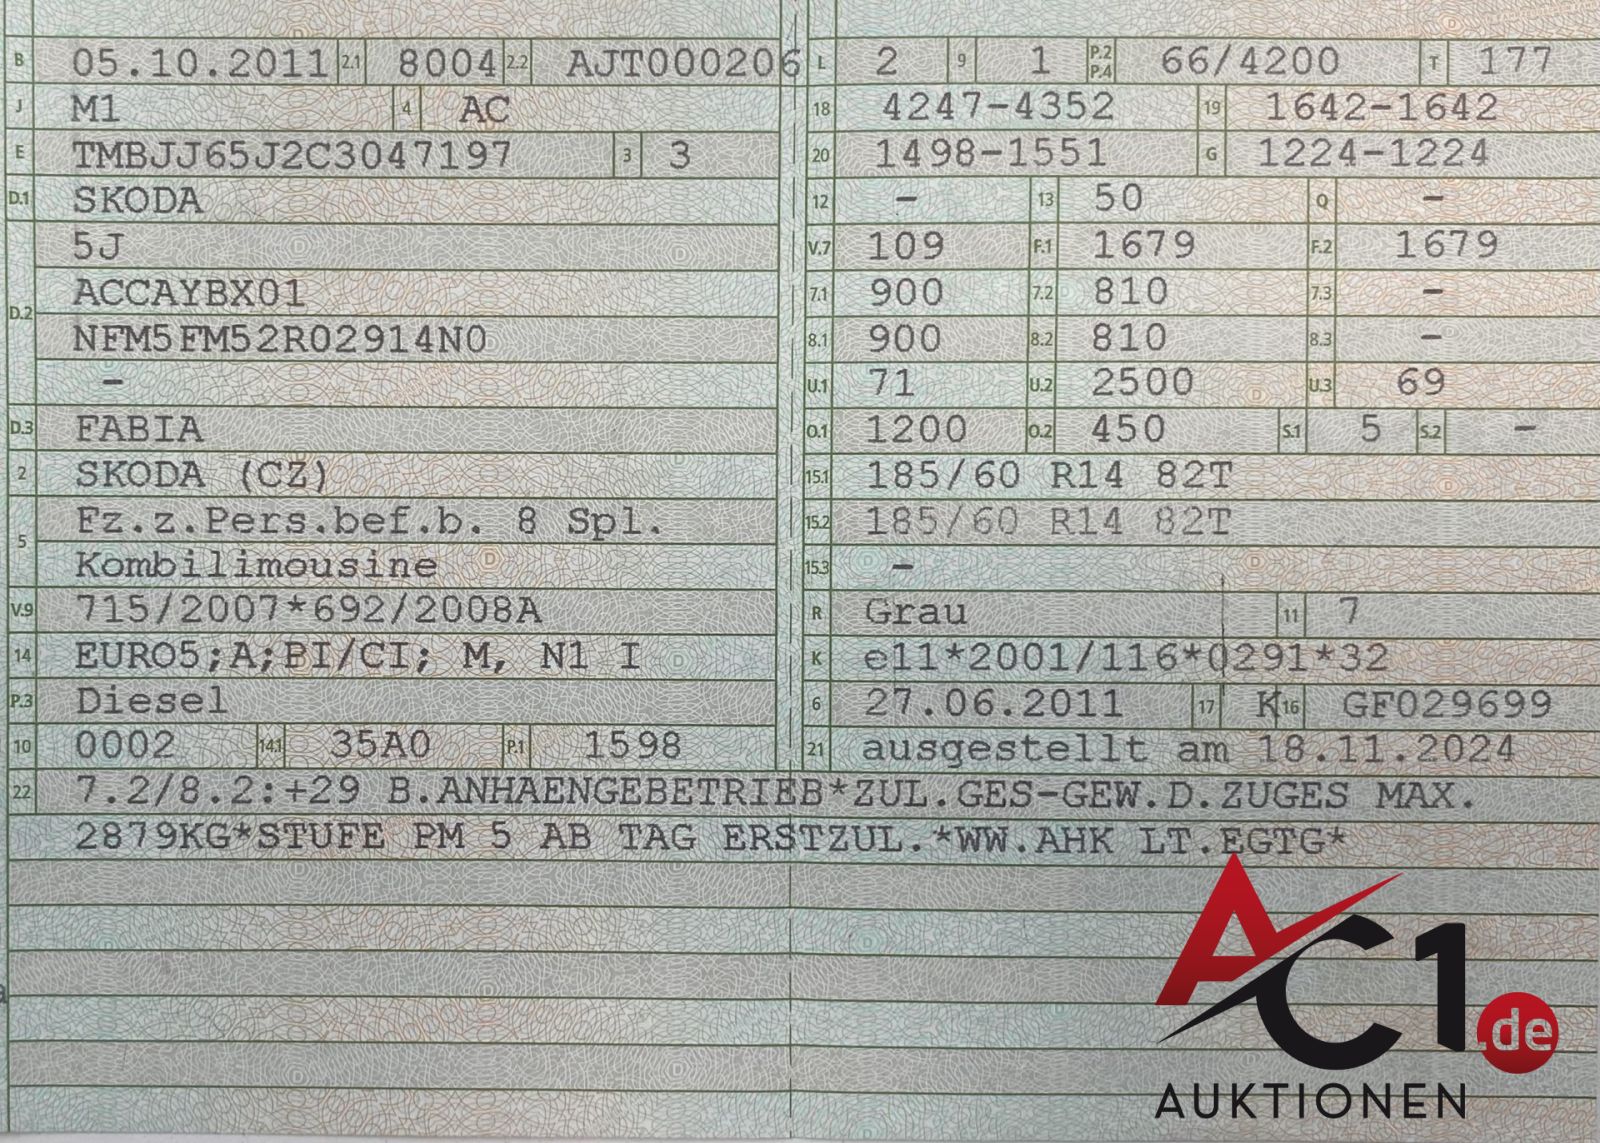 B 05.10.2011 2.1 8004 2.2 AJT000206
J M1 4 AC
E TMBJJ65J2C3047197 3 3
D.1 SKODA
5J
D.2 ACCAYBX01
NFM5FM52R02914N0
–
D.3 FABIA
2 SKODA (CZ)
5 Fz.z.Pers.bef.b. 8 Spl.
Kombilimousine
V.9 715/2007*692/2008A
14 EURO5;A;PI/CI; M, N1 I
P.3 Diesel
10 0002 14.1 35A0 P.1 1598
L 2 9 1 P.2 P.4 66/4200 T 177
18 4247-4352 19 1642-1642
20 1498-1551 G 1224-1224
12 – 13 50 Q –
V.7 109 F.1 1679 F.2 1679
7.1 900 7.2 810 7.3 –
8.1 900 8.2 810 8.3 –
U.1 71 U.2 2500 U.3 69
O.1 1200 O.2 450 S.1 5 S.2 –
15.1 185/60 R14 82T
15.2 185/60 R14 82T
15.3 –
R Grau 11 7
K e11*2001/116*0291*32
6 27.06.2011 17 K 16 GF029699
21 ausgestellt am 18.11.2024
22 7.2/8.2:+29 B.ANHAENGEBETRIEB*ZUL.GES-GEW.D.ZUGES MAX.
2879KG*STUFE PM 5 AB TAG ERSTZUL.*WW.AHK LT.EGTG*
AC1.de
AUKTIONEN